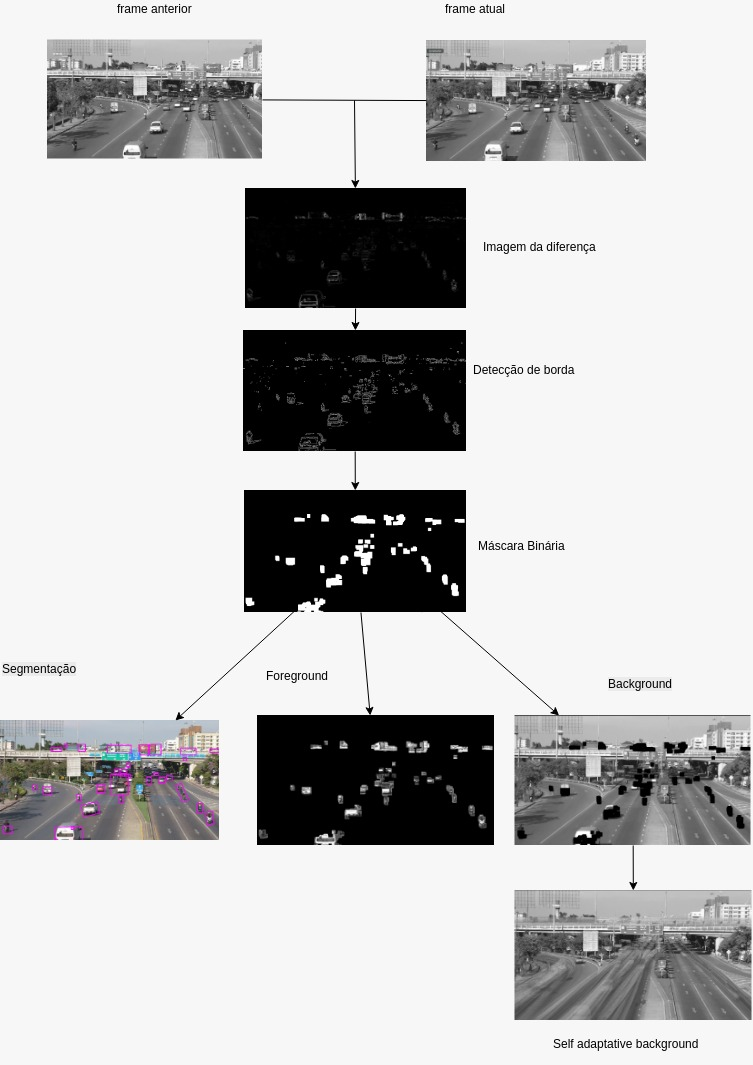 frame anterior
frame atual
Imagem da diferença
Detecção de borda
Máscara Binária
Segmentação
Foreground
Background
Self adaptative background